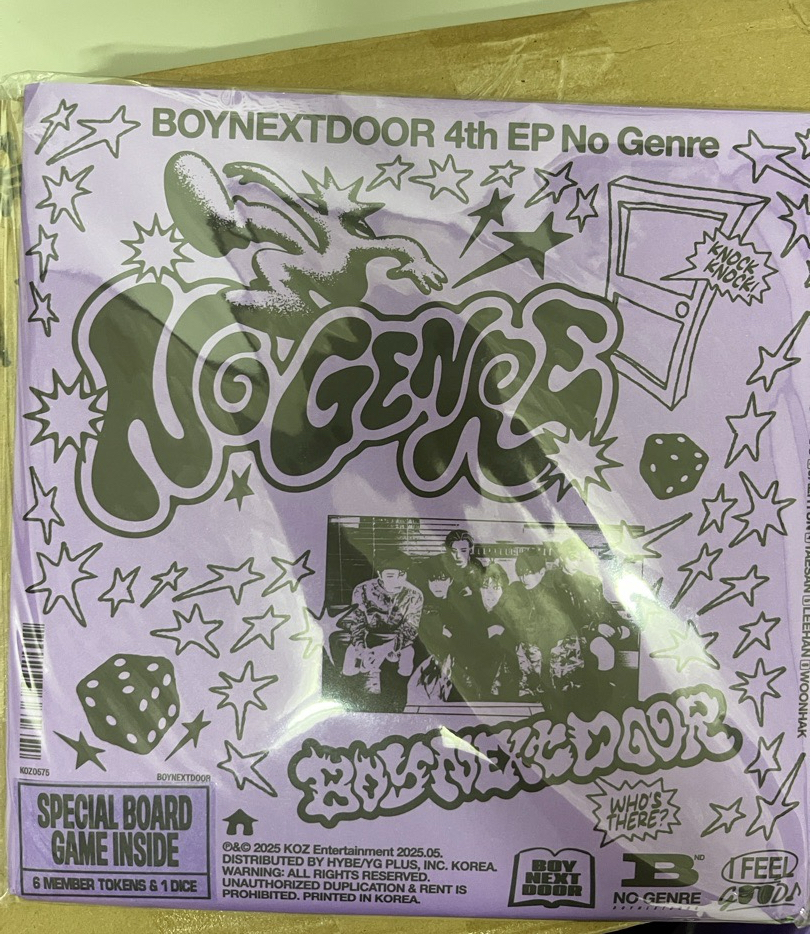 BOYNEXTDOOR 4th EP No Genre
KNOCK
KNOCK!
NO GENRE
BOYNEXTDOOR
WHO'S
THERE?
KOZ0575
BOYNEXTDOOR
SPECIAL BOARD
GAME INSIDE
6 MEMBER TOKENS & 1 DICE
℗&© 2025 KOZ Entertainment 2025.05.
DISTRIBUTED BY HYBE/YG PLUS, INC. KOREA.
WARNING: ALL RIGHTS RESERVED.
UNAUTHORIZED DUPLICATION & RENT IS
PROHIBITED. PRINTED IN KOREA.
BOY
NEXT
DOOR
B ND
NO GENRE
I FEEL
GOOD
LEEHAN WOONHAK